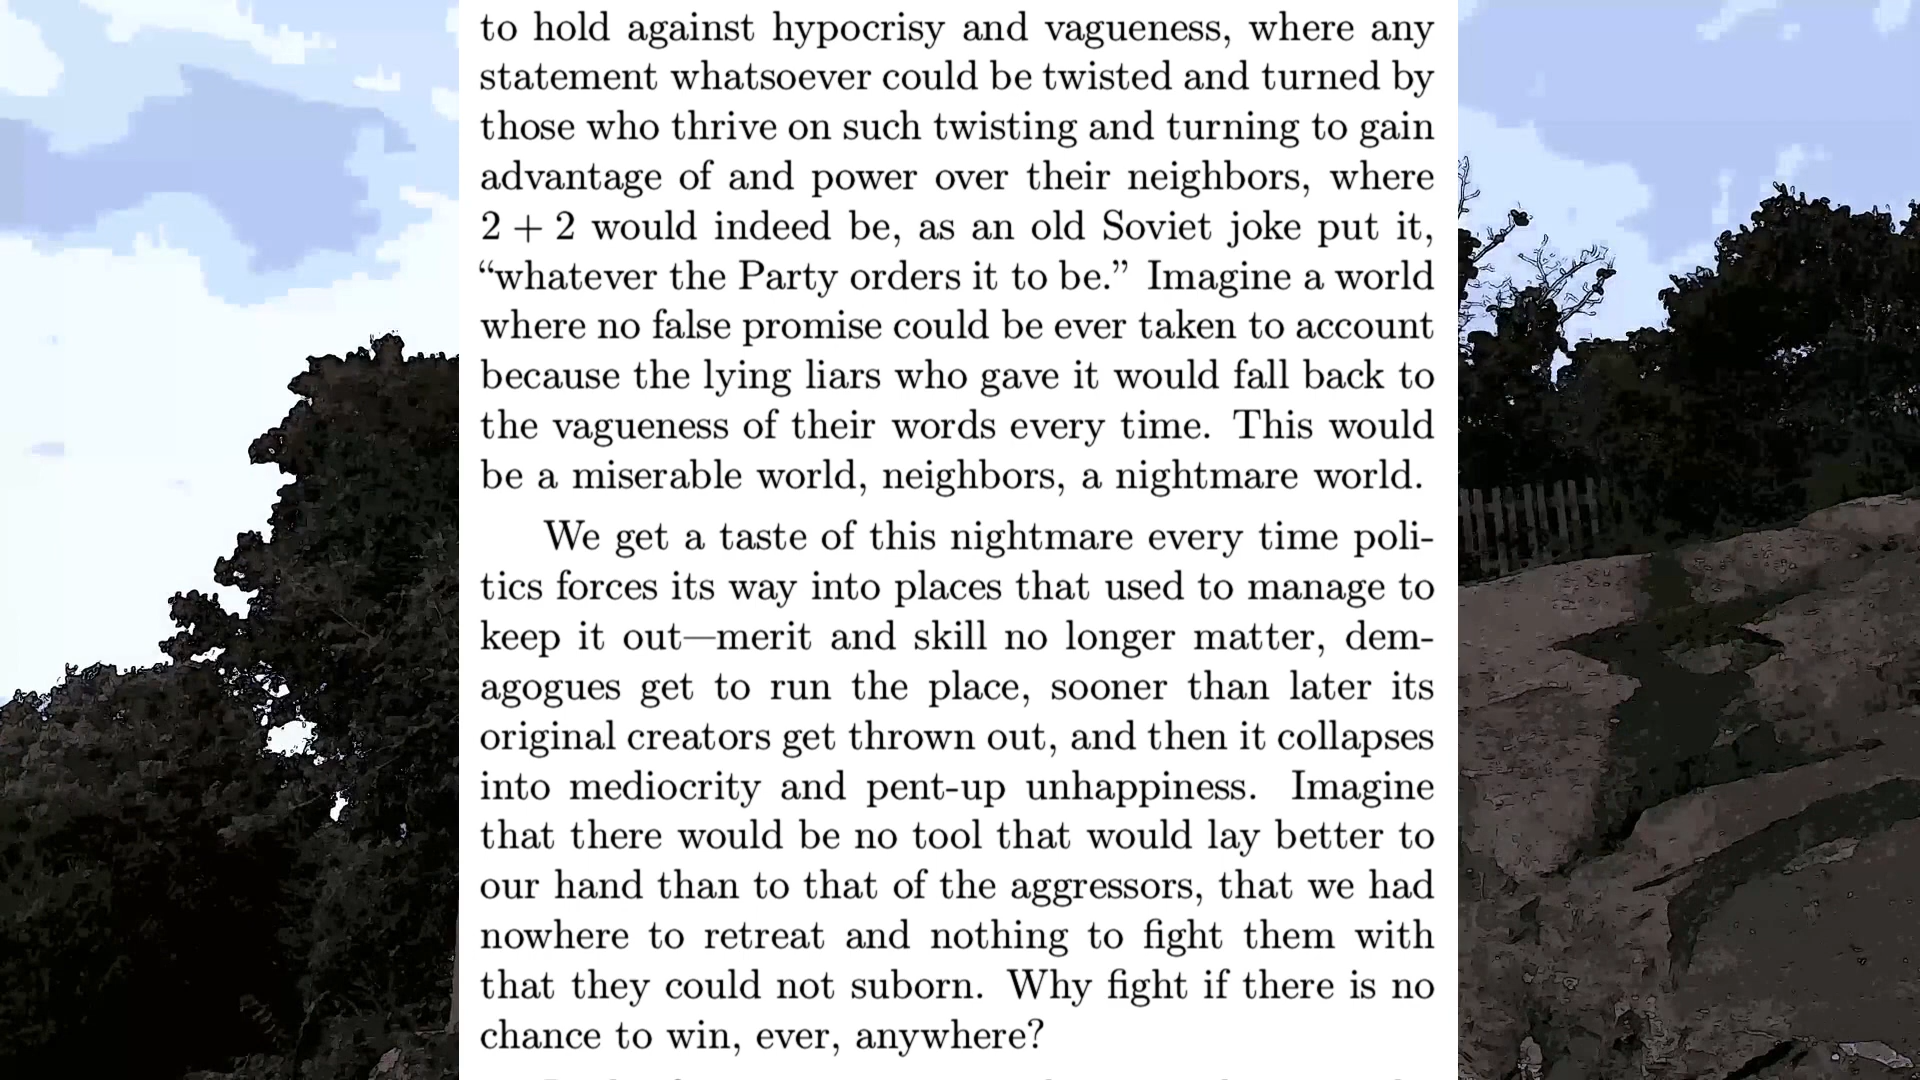 to hold against hypocrisy and vagueness, where any
statement whatsoever could be twisted and turned by
those who thrive on such twisting and turning to gain
advantage of and power over their neighbors, where
2 + 2 would indeed be, as an old Soviet joke put it,
“whatever the Party orders it to be.” Imagine a world
where no false promise could be ever taken to account
because the lying liars who gave it would fall back to
the vagueness of their words every time. This would
be a miserable world, neighbors, a nightmare world.
We get a taste of this nightmare every time poli-
tics forces its way into places that used to manage to
keep it out—merit and skill no longer matter, dem-
agogues get to run the place, sooner than later its
original creators get thrown out, and then it collapses
into mediocrity and pent-up unhappiness. Imagine
that there would be no tool that would lay better to
our hand than to that of the aggressors, that we had
nowhere to retreat and nothing to fight them with
that they could not suborn. Why fight if there is no
chance to win, ever, anywhere?